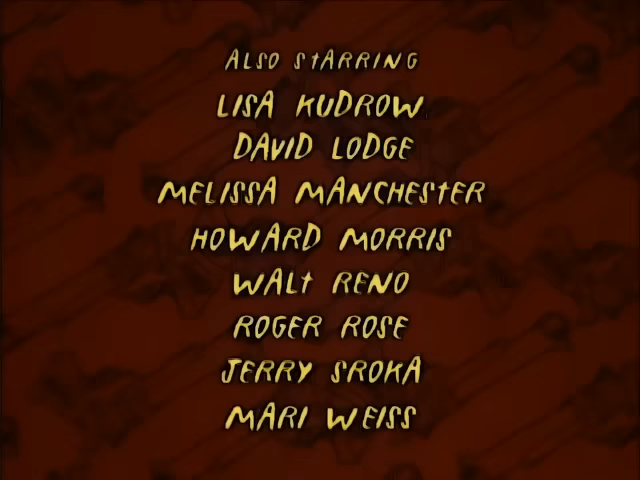 ALSO STARRING
LISA KUDROW
DAVID LODGE
MELISSA MANCHESTER
HOWARD MORRIS
WALT RENO
ROGER ROSE
JERRY SROKA
MARI WEISS